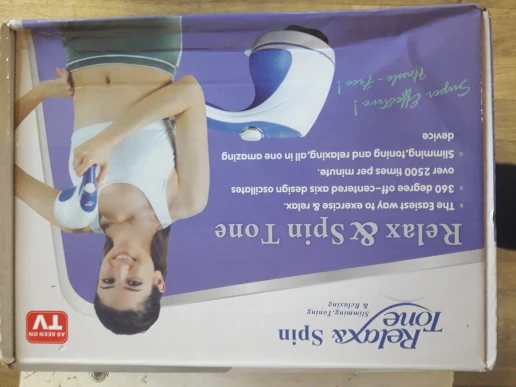 Relax & Spin
Tone
Slimming, Toning
& Relaxing
AS SEEN ON
TV
Relax & Spin Tone
The Easiest way to exercise & relax.
360 degree off-centered axis design oscillates
over 2500 times per minute.
Slimming,toning and relaxing,all in one amazing
device
Super Effective!
Hassle-Free!